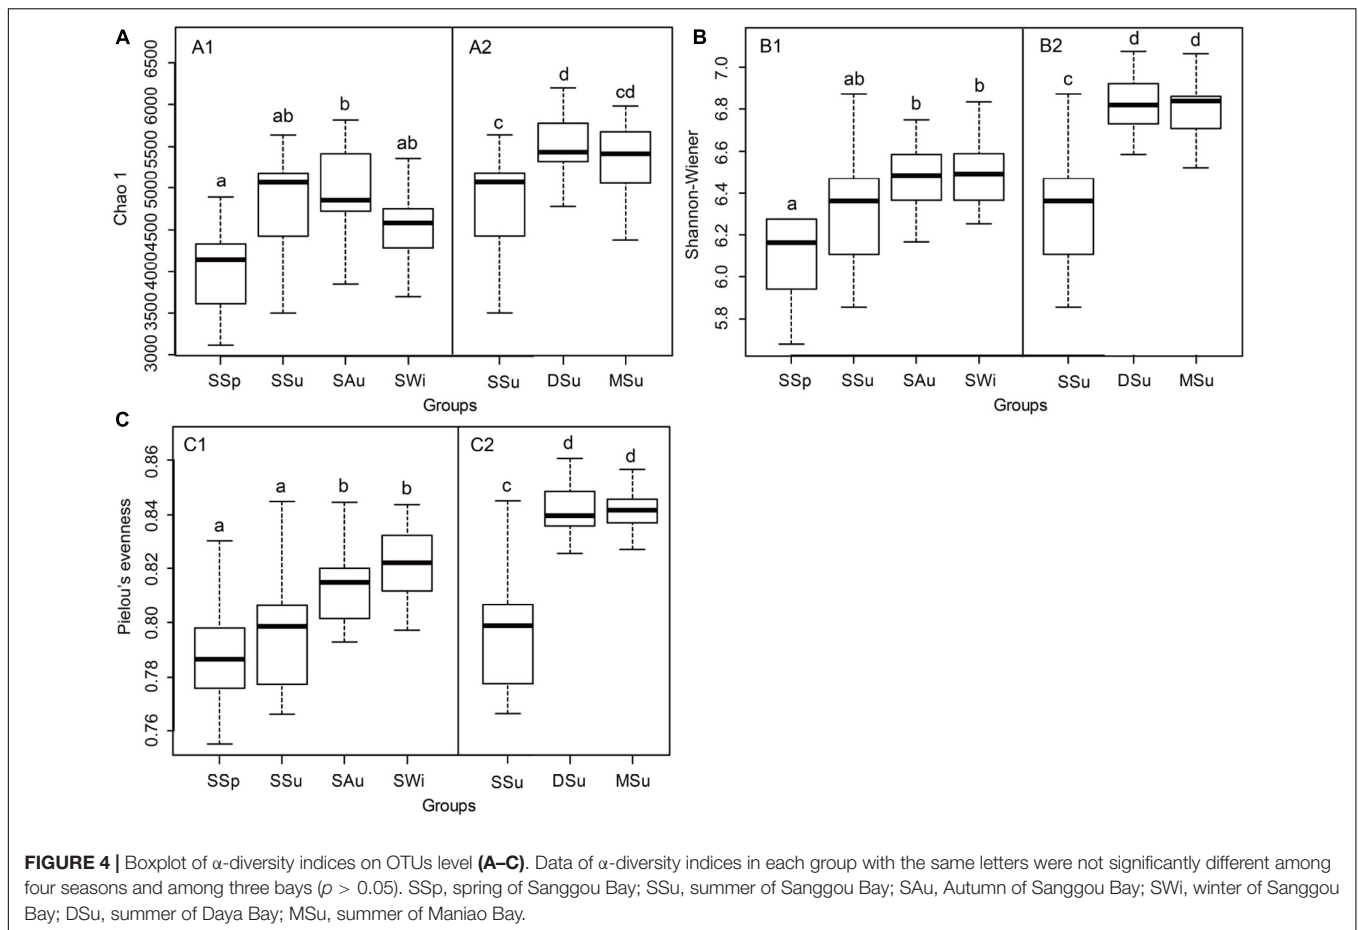 A
A1
A2
6500
6000
5500
5000
4500
4000
3500
3000
Chao 1
a
ab
b
ab
c
d
cd
SSp SSu SAu SWi SSu DSu MSu
Groups
B
B1
B2
7.0
6.8
6.6
6.4
6.2
6.0
5.8
Shannon-Wiener
a
ab
b
b
c
d
d
SSp SSu SAu SWi SSu DSu MSu
Groups
C
C1
C2
0.86
0.84
0.82
0.80
0.78
0.76
Pielou's evenness
a
a
b
b
c
d
d
SSp SSu SAu SWi SSu DSu MSu
Groups
FIGURE 4 | Boxplot of α-diversity indices on OTUs level (A–C). Data of α-diversity indices in each group with the same letters were not significantly different among
four seasons and among three bays (p > 0.05). SSp, spring of Sanggou Bay; SSu, summer of Sanggou Bay; SAu, Autumn of Sanggou Bay; SWi, winter of Sanggou
Bay; DSu, summer of Daya Bay; MSu, summer of Maniao Bay.